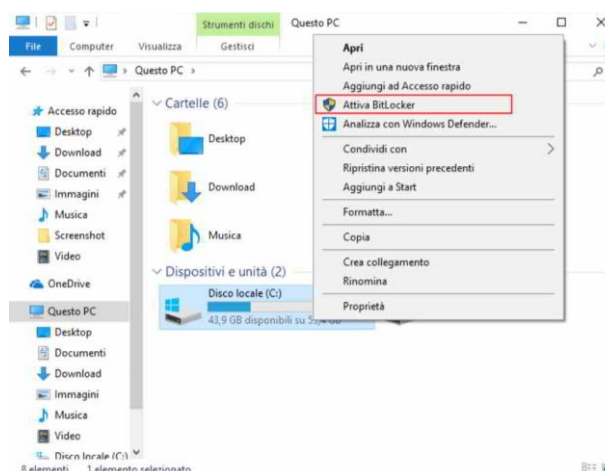 Strumenti dischi
Questo PC
File
Computer
Visualizza
Gestisci
Questo PC
Accesso rapido
Desktop
Download
Documenti
Immagini
Musica
Screenshot
Video
OneDrive
Questo PC
Desktop
Documenti
Download
Immagini
Musica
Video
Disco locale (C:)
Cartelle (6)
Desktop
Download
Musica
Dispositivi e unità (2)
Disco locale (C:)
43,9 GB disponibili su
Apri
Apri in una nuova finestra
Aggiungi ad Accesso rapido
Attiva BitLocker
Analizza con Windows Defender...
Condividi con
Ripristina versioni precedenti
Aggiungi a Start
Formatta...
Copia
Crea collegamento
Rinomina
Proprietà
8 elementi
1 elemento selezionato